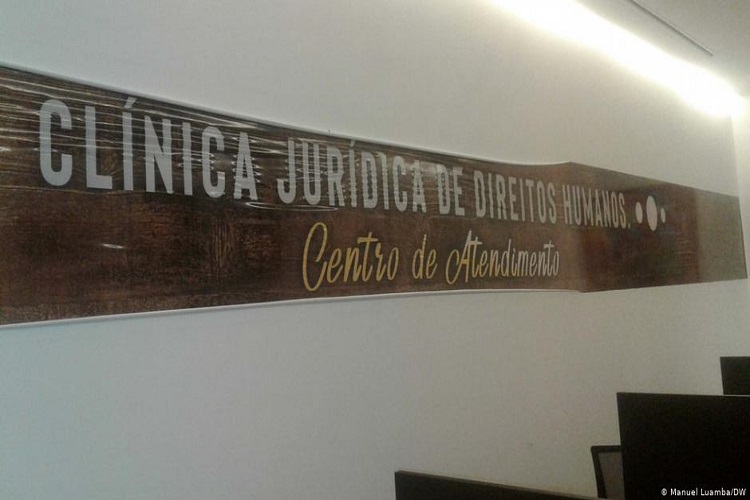 CLÍNICA JURÍDICA DE DIREITOS HUMANOS.
Centro de Atendimento
© Manuel Luamba/DW